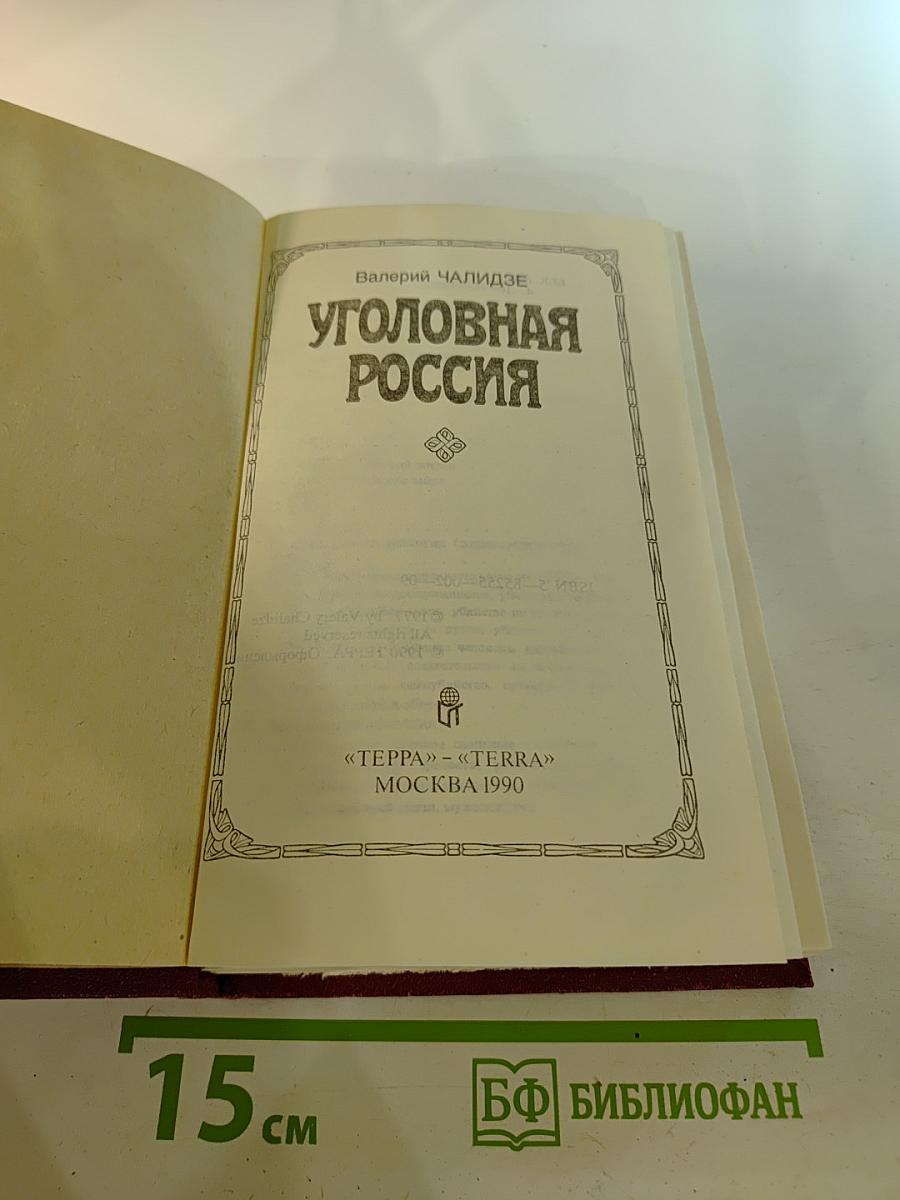 Валерий ЧАЛИДЗЕ
УГОЛОВНАЯ
РОССИЯ
«ТЕРРА» – «TERRA»
МОСКВА 1990
15 см
БФ БИБЛИОФАН